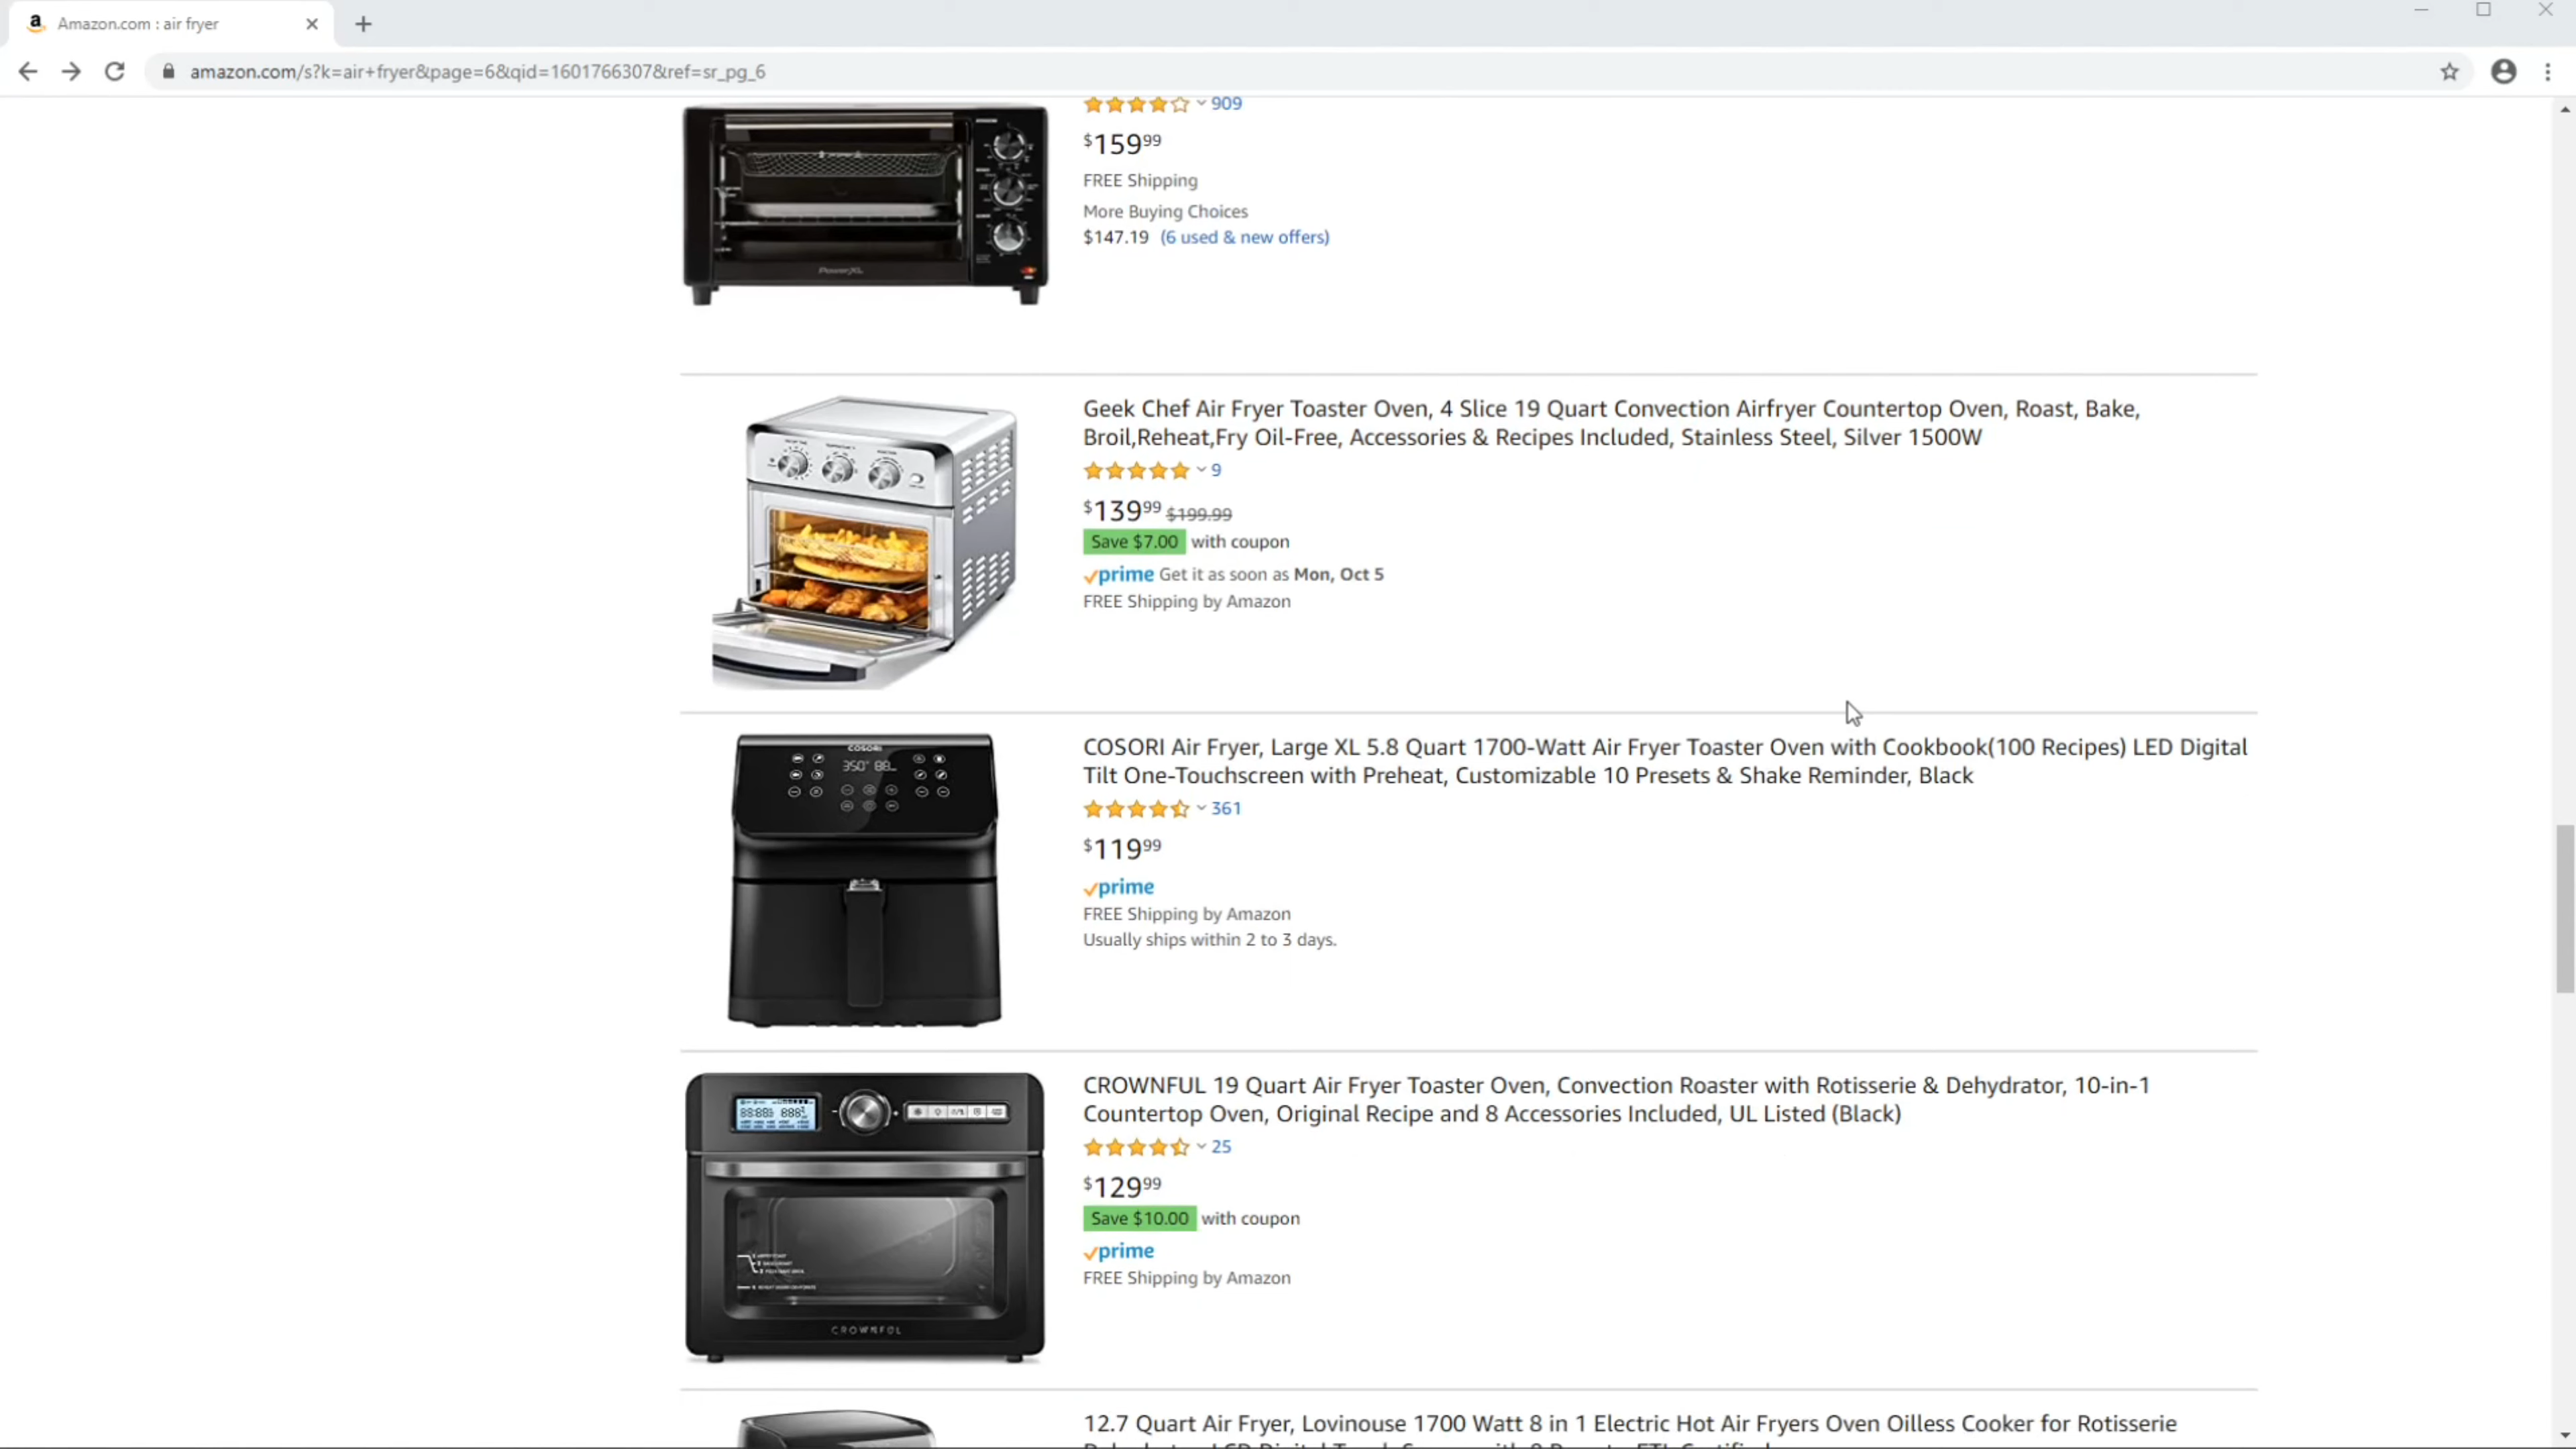 Amazon.com : air fryer
amazon.com/s?k=air+fryer&page=6&qid=1601766307&ref=sr_pg_6
909
$159.99
FREE Shipping
More Buying Choices
$147.19 (6 used & new offers)
PowerXL
Geek Chef Air Fryer Toaster Oven, 4 Slice 19 Quart Convection Airfryer Countertop Oven, Roast, Bake,
Broil,Reheat,Fry Oil-Free, Accessories & Recipes Included, Stainless Steel, Silver 1500W
9
$139.99 $199.99
Save $7.00 with coupon
prime Get it as soon as Mon, Oct 5
FREE Shipping by Amazon
COSORI
350° 88
COSORI Air Fryer, Large XL 5.8 Quart 1700-Watt Air Fryer Toaster Oven with Cookbook(100 Recipes) LED Digital
Tilt One-Touchscreen with Preheat, Customizable 10 Presets & Shake Reminder, Black
361
$119.99
prime
FREE Shipping by Amazon
Usually ships within 2 to 3 days.
CROWNFUL 19 Quart Air Fryer Toaster Oven, Convection Roaster with Rotisserie & Dehydrator, 10-in-1
Countertop Oven, Original Recipe and 8 Accessories Included, UL Listed (Black)
25
$129.99
Save $10.00 with coupon
prime
FREE Shipping by Amazon
CROWNFUL
12.7 Quart Air Fryer, Lovinouse 1700 Watt 8 in 1 Electric Hot Air Fryers Oven Oilless Cooker for Rotisserie